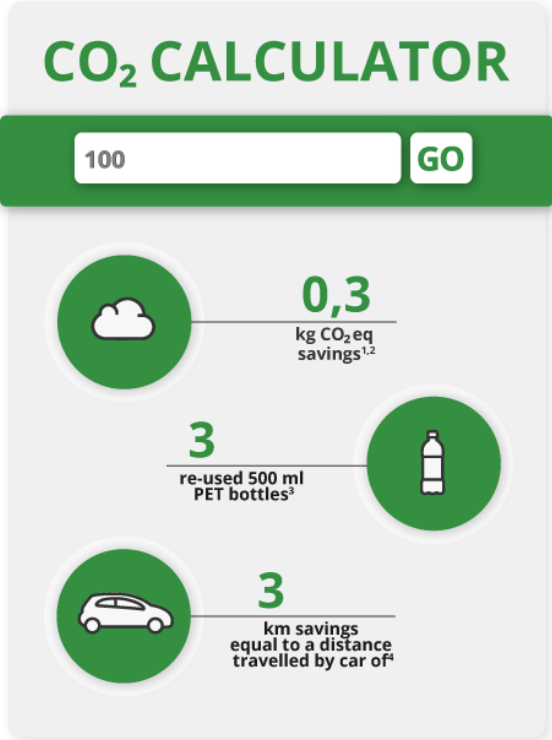 CO₂ CALCULATOR
100
GO
0,3
kg CO₂eq
savings¹,²
3
re-used 500 ml
PET bottles³
3
km savings
equal to a distance
travelled by car of⁴